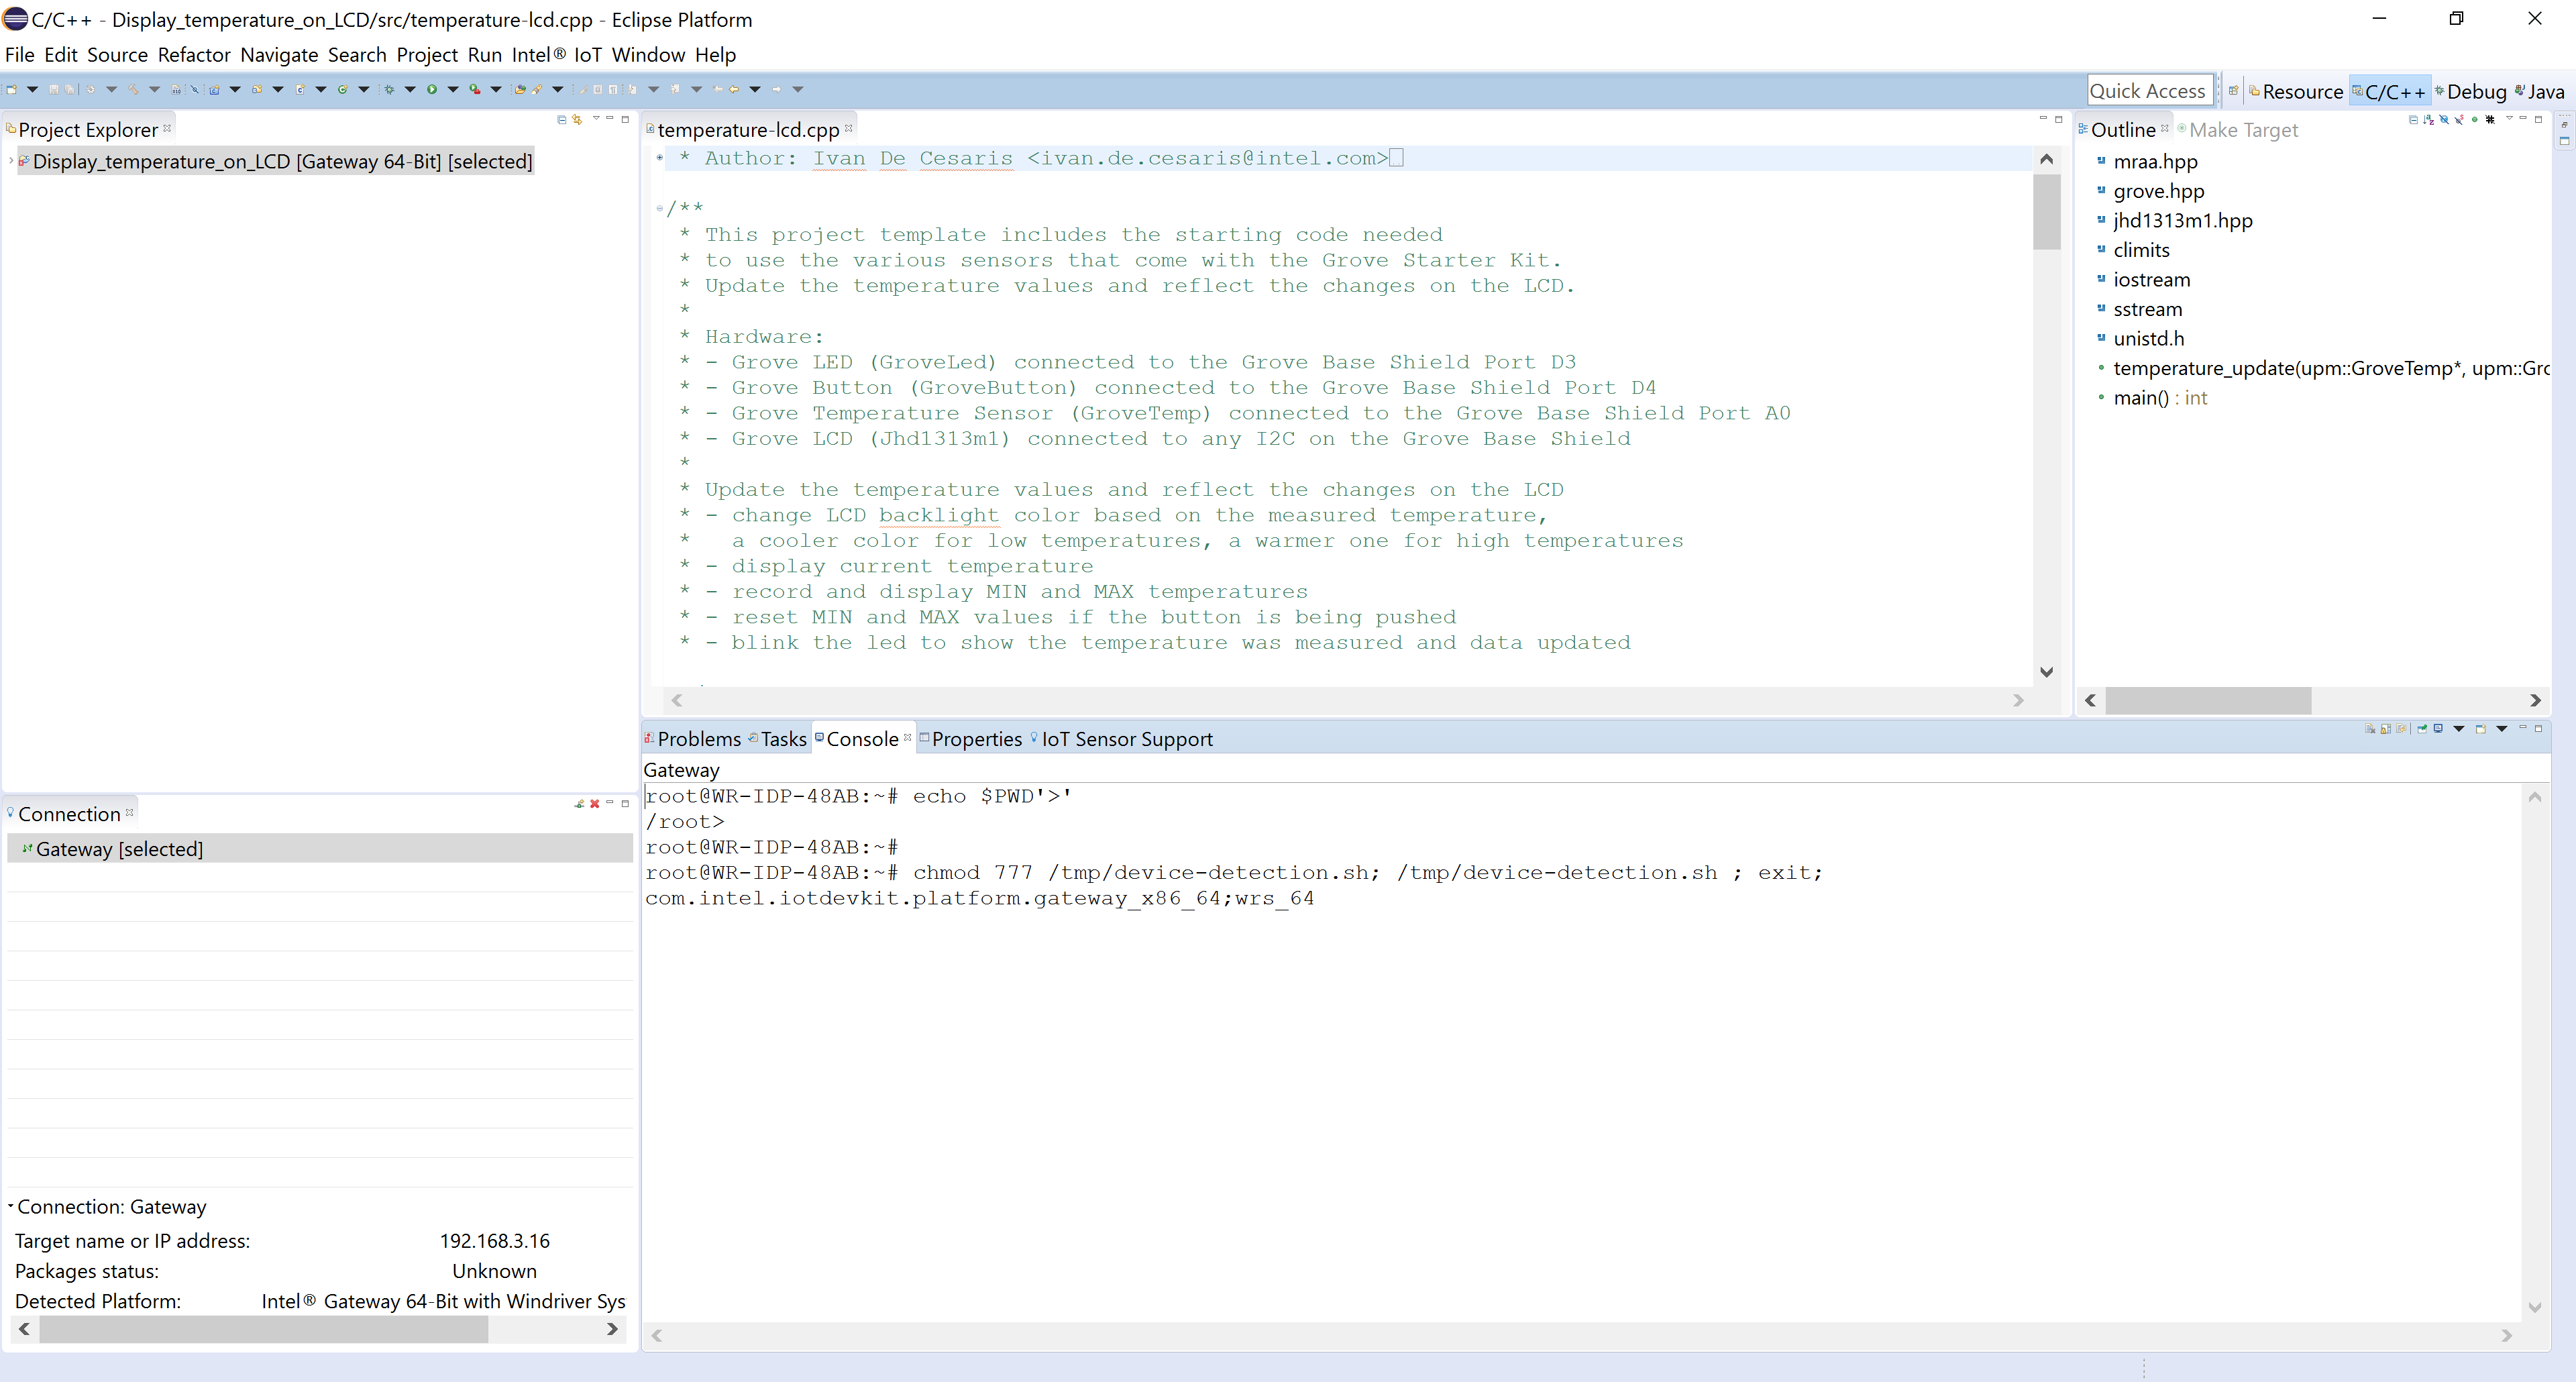 C/C++ - Display_temperature_on_LCD/src/temperature-lcd.cpp - Eclipse Platform
File Edit Source Refactor Navigate Search Project Run Intel® IoT Window Help
Quick Access
Resource
C/C++
Debug
Java
Project Explorer
Display_temperature_on_LCD [Gateway 64-Bit] [selected]
temperature-lcd.cpp
* Author: Ivan De Cesaris <ivan.de.cesaris@intel.com>
/**
* This project template includes the starting code needed
* to use the various sensors that come with the Grove Starter Kit.
* Update the temperature values and reflect the changes on the LCD.
*
* Hardware:
* - Grove LED (GroveLed) connected to the Grove Base Shield Port D3
* - Grove Button (GroveButton) connected to the Grove Base Shield Port D4
* - Grove Temperature Sensor (GroveTemp) connected to the Grove Base Shield Port A0
* - Grove LCD (Jhd1313m1) connected to any I2C on the Grove Base Shield
*
* Update the temperature values and reflect the changes on the LCD
* - change LCD backlight color based on the measured temperature,
* a cooler color for low temperatures, a warmer one for high temperatures
* - display current temperature
* - record and display MIN and MAX temperatures
* - reset MIN and MAX values if the button is being pushed
* - blink the led to show the temperature was measured and data updated
Outline
Make Target
mraa.hpp
grove.hpp
jhd1313m1.hpp
climits
iostream
sstream
unistd.h
temperature_update(upm::GroveTemp*, upm::Grc
main() : int
Problems
Tasks
Console
Properties
IoT Sensor Support
Gateway
root@WR-IDP-48AB:~# echo $PWD'>'
/root>
root@WR-IDP-48AB:~#
root@WR-IDP-48AB:~# chmod 777 /tmp/device-detection.sh; /tmp/device-detection.sh ; exit;
com.intel.iotdevkit.platform.gateway_x86_64;wrs_64
Connection
Gateway [selected]
Connection: Gateway
Target name or IP address: 192.168.3.16
Packages status: Unknown
Detected Platform: Intel® Gateway 64-Bit with Windriver Sys